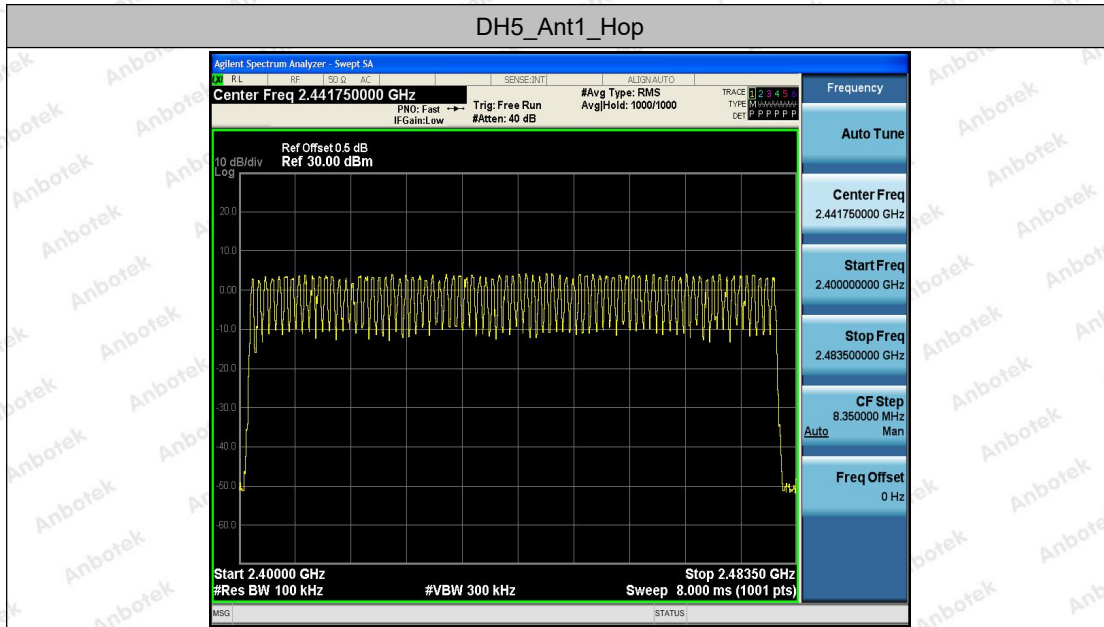 DH5_Ant1_Hop
Agilent Spectrum Analyzer - Swept SA
RL RF 50 Ω AC SENSE:INT ALIGNAUTO
Center Freq 2.441750000 GHz
PNO: Fast
IFGain:Low
Trig: Free Run
#Atten: 40 dB
#Avg Type: RMS
Avg|Hold: 1000/1000
TRACE 1 2 3 4 5 6
TYPE M
DET P P P P P P
Ref Offset 0.5 dB
10 dB/div Ref 30.00 dBm
Log
20.0
10.0
0.00
-10.0
-20.0
-30.0
-40.0
-50.0
-60.0
Start 2.40000 GHz Stop 2.48350 GHz
#Res BW 100 kHz #VBW 300 kHz Sweep 8.000 ms (1001 pts)
MSG STATUS
Frequency
Auto Tune
Center Freq
2.441750000 GHz
Start Freq
2.400000000 GHz
Stop Freq
2.483500000 GHz
CF Step
8.350000 MHz
Auto Man
Freq Offset
0 Hz
Anbotek